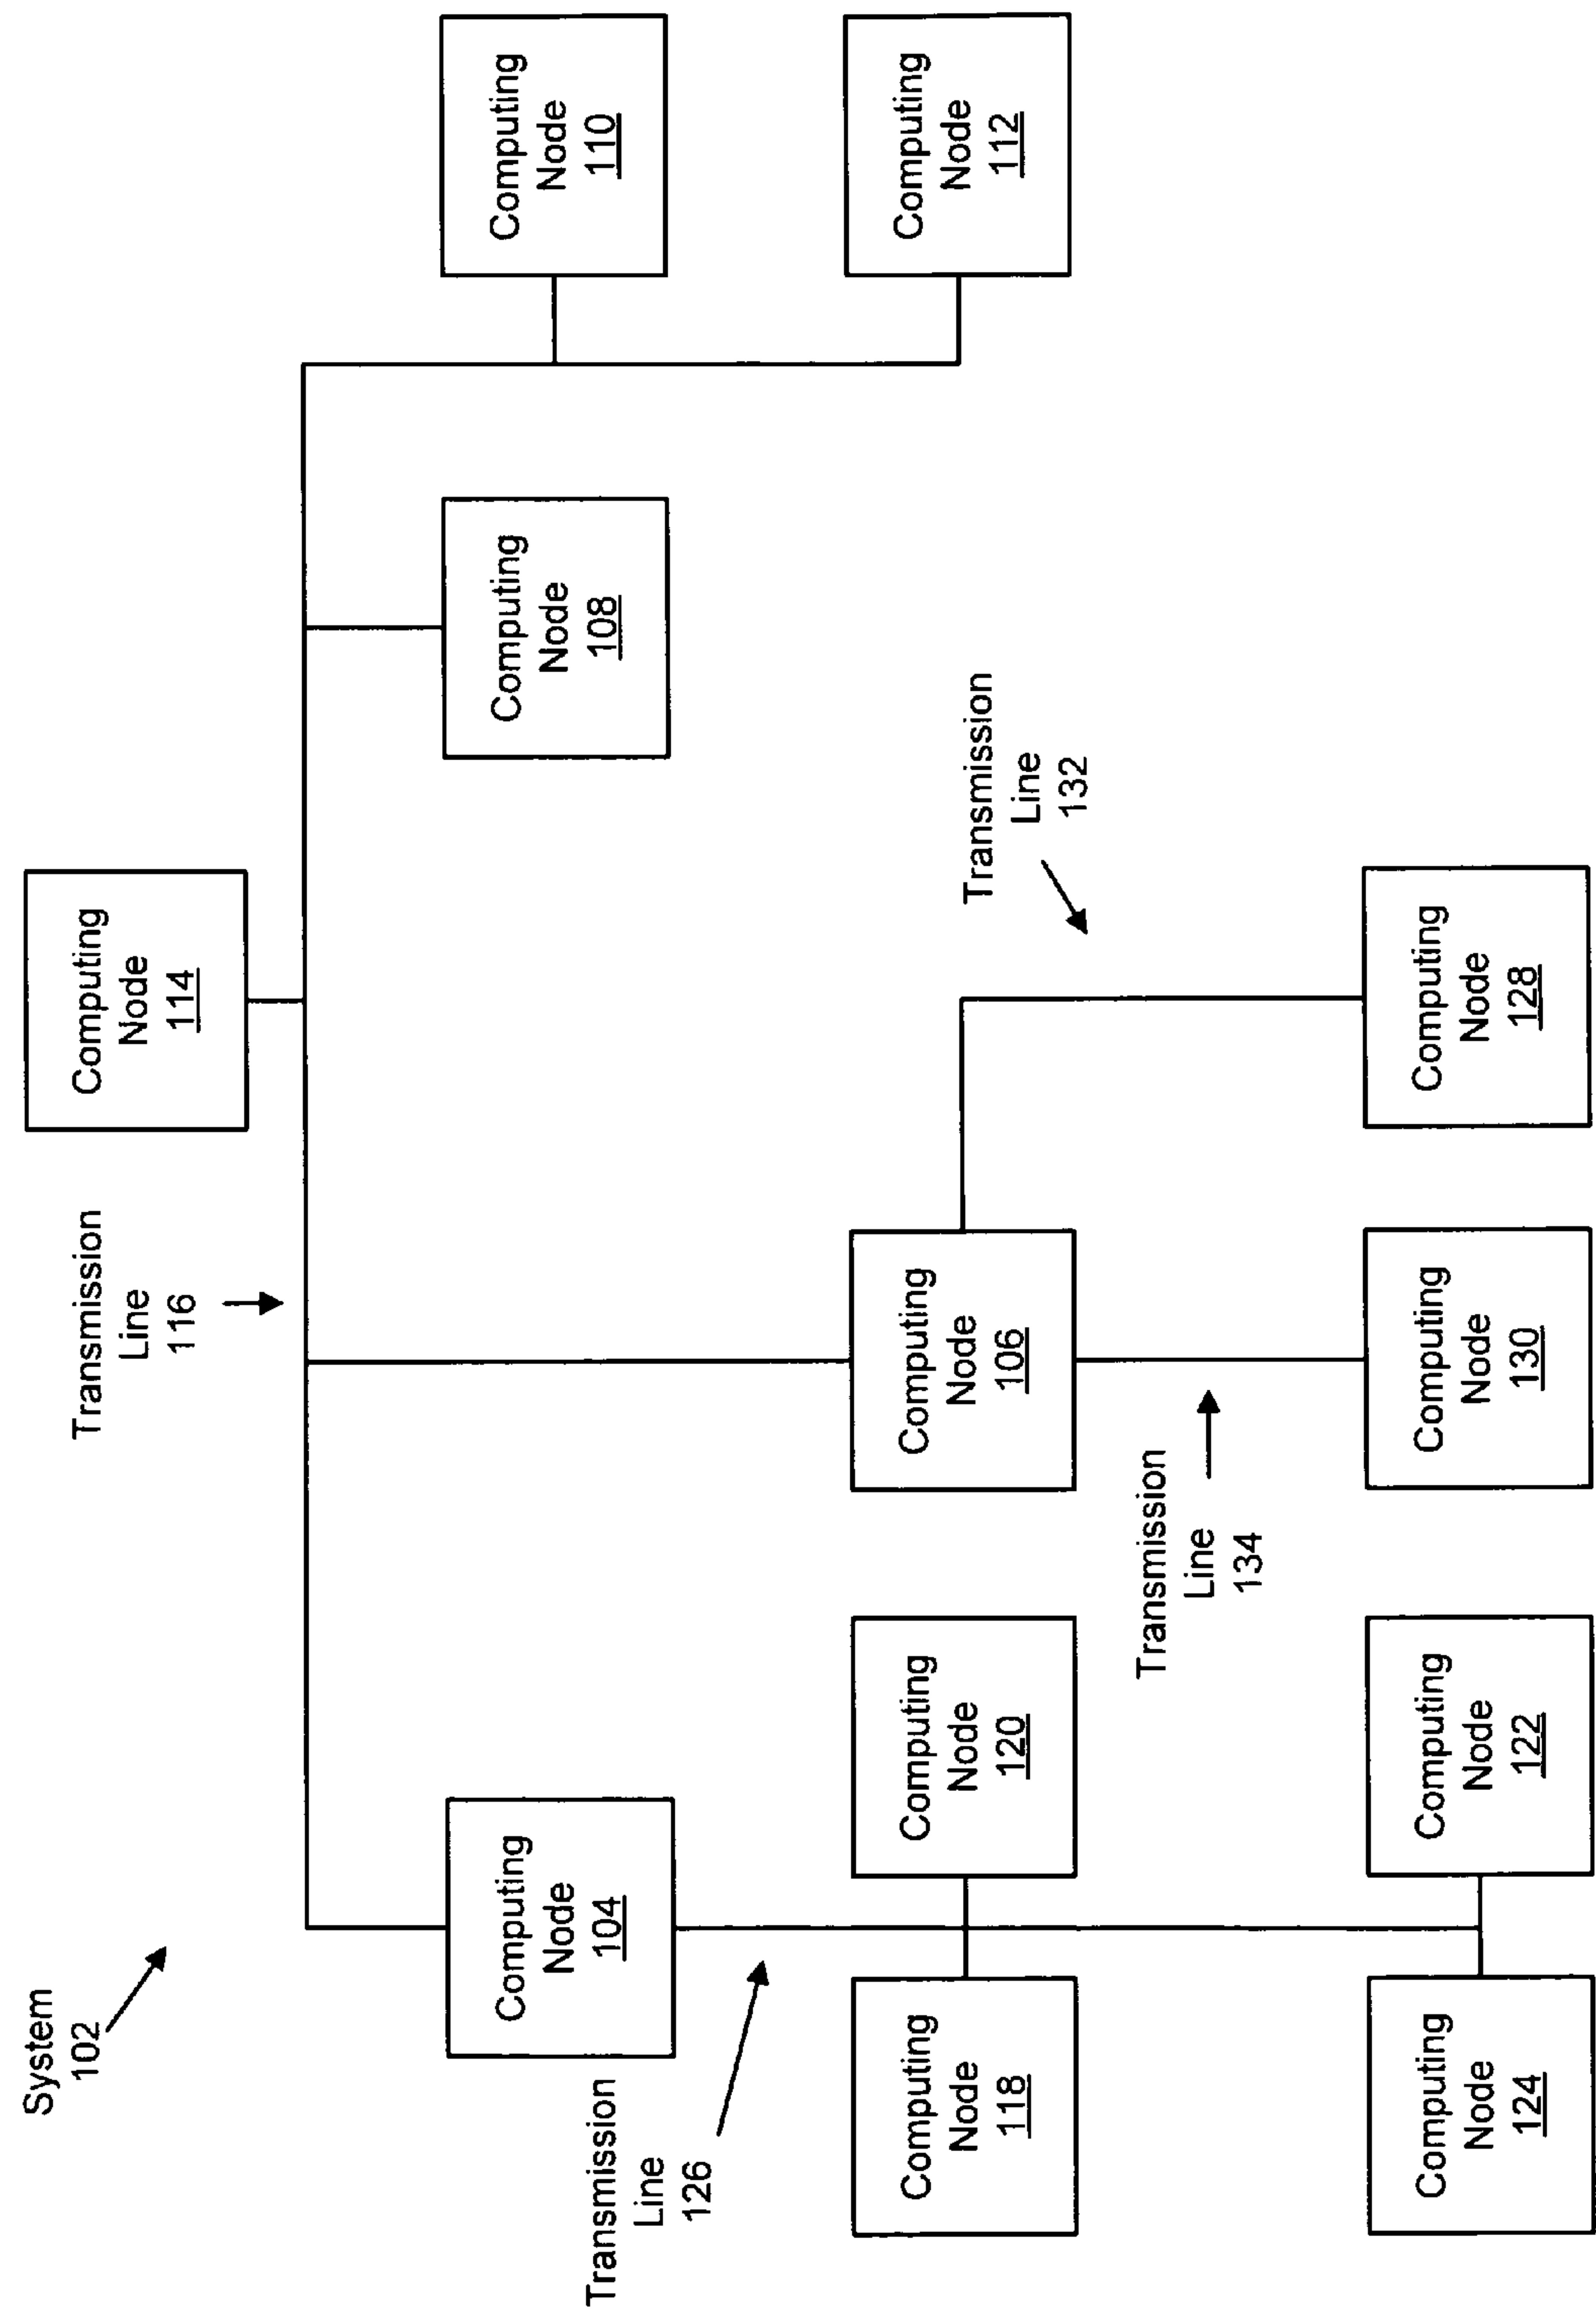 System
102
Transmission
Line
116
Computing
Node
114
Computing
Node
104
Computing
Node
108
Computing
Node
110
Transmission
Line
126
Computing
Node
118
Computing
Node
120
Computing
Node
106
Transmission
Line
132
Computing
Node
112
Transmission
Line
134
Computing
Node
124
Computing
Node
122
Computing
Node
130
Computing
Node
128